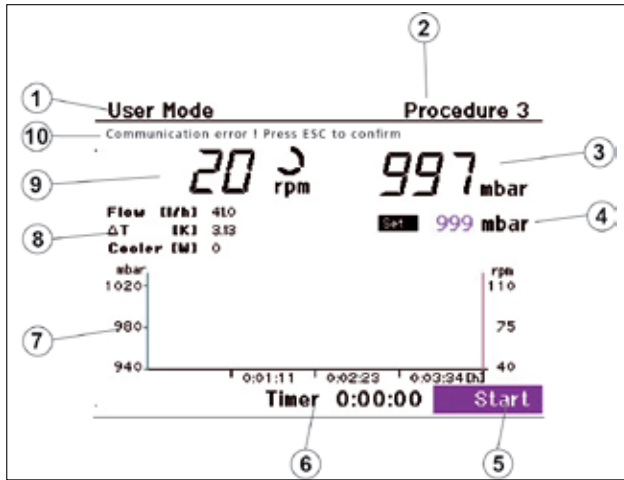 2
1 User Mode Procedure 3
10 Communication error ! Press ESC to confirm
9 20 rpm 997 mbar 3
Flow [l/h] 41.0
8 ΔT [K] 3.13 Set 999 mbar 4
Cooler [W] 0
mbar rpm
1020 110
7 980 75
940 40
0:01:11 0:02:23 0:03:34 [h]
Timer 0:00:00 Start
6 5